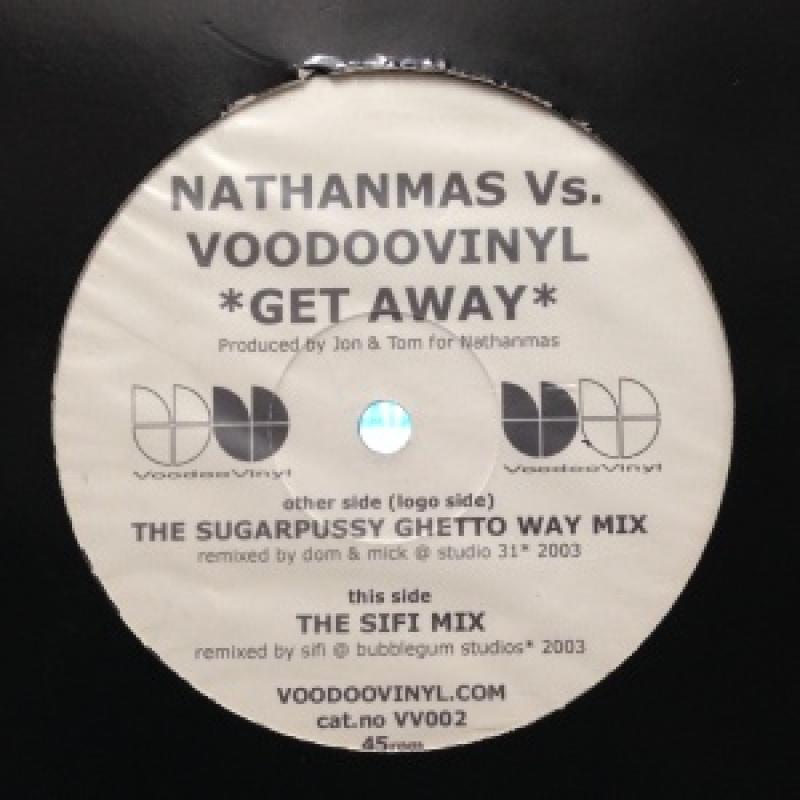 NATHANMAS Vs.
VOODOOVINYL
*GET AWAY*
Produced by Jon & Tom for Nathanmas
VoodooVinyl VoodooVinyl
other side (logo side)
THE SUGARPUSSY GHETTO WAY MIX
remixed by dom & mick @ studio 31* 2003
this side
THE SIFI MIX
remixed by sifi @ bubblegum studios* 2003
VOODOOVINYL.COM
cat.no VV002
45rpm